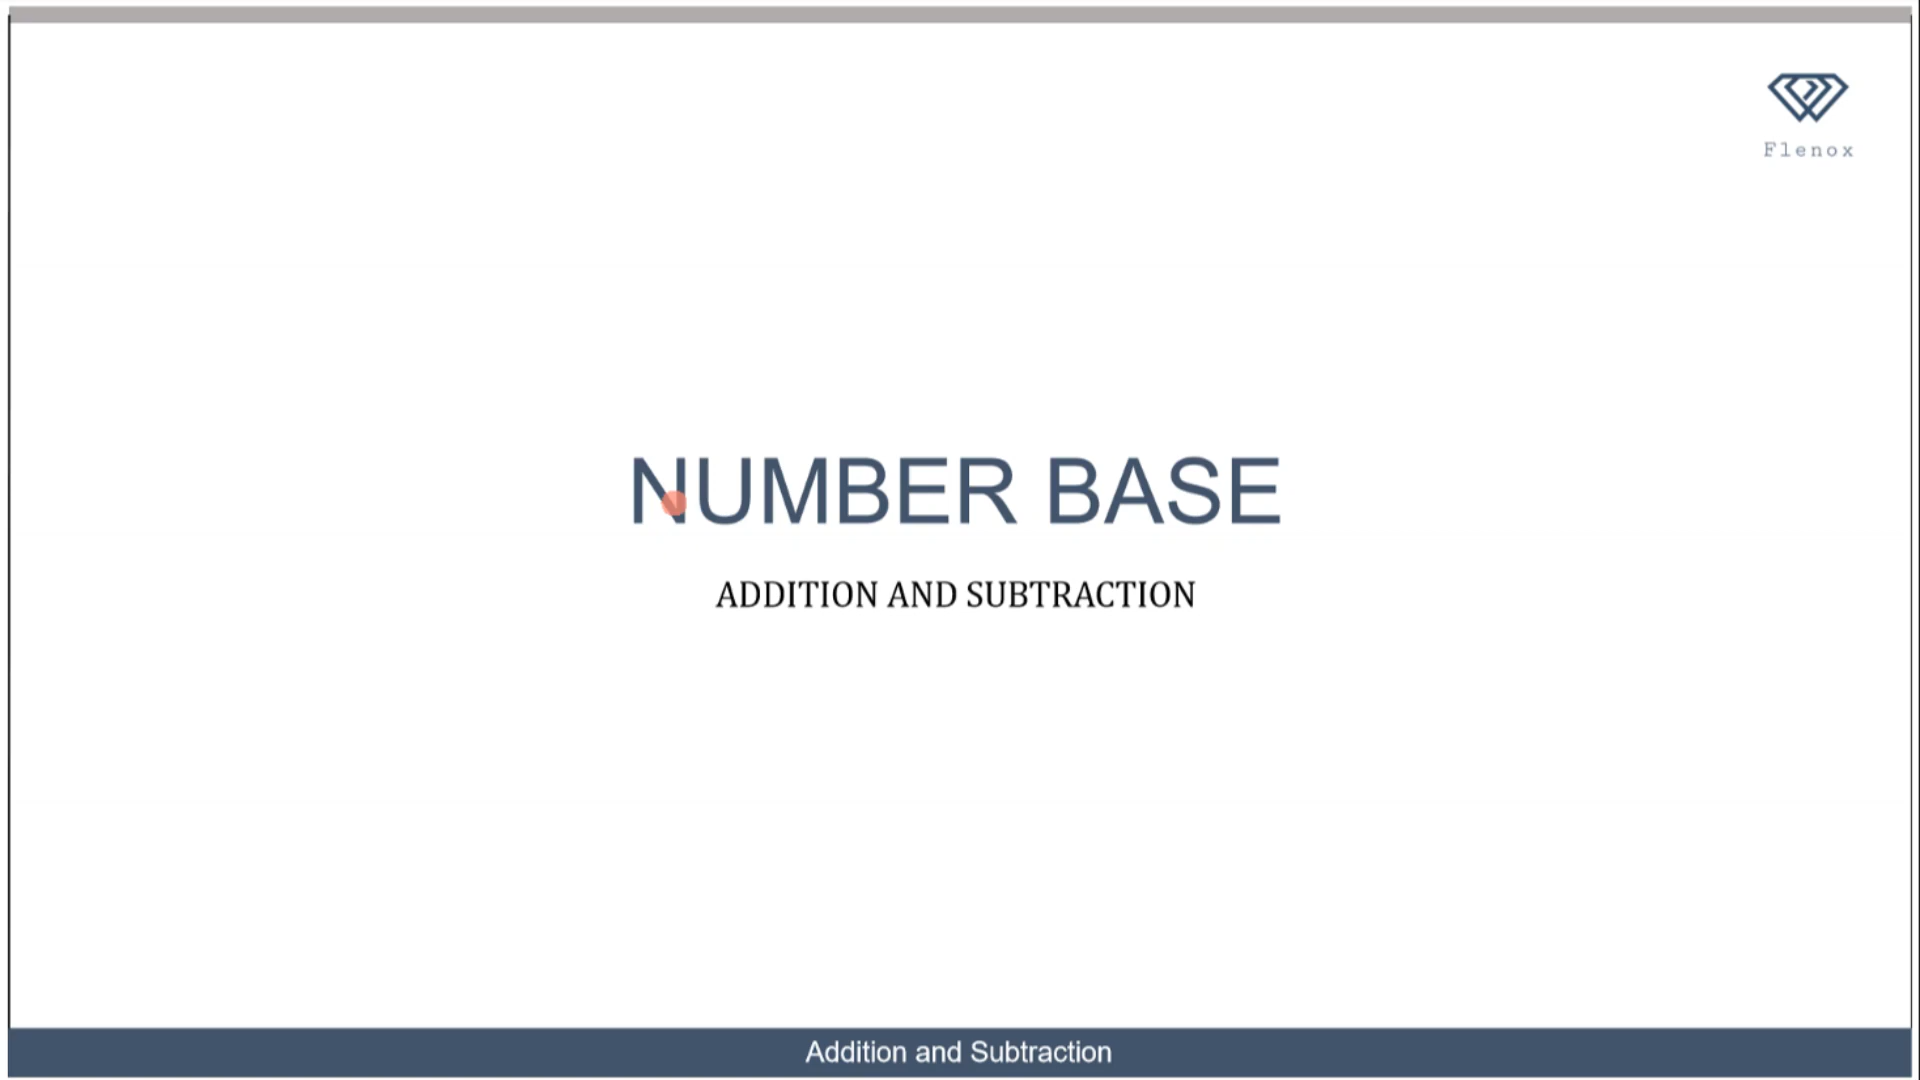 Flenox
NUMBER BASE
ADDITION AND SUBTRACTION
Addition and Subtraction